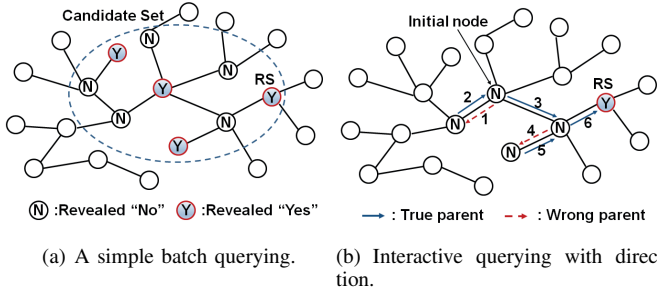 Candidate Set
N
Y
N
N
Y
N
N
RS
Y
N
Y
N :Revealed "No" Y :Revealed "Yes"
(a) A simple batch querying.
Initial node
N
2
1
3
N
RS
Y
4
N
6
5
N
: True parent : Wrong parent
(b) Interactive querying with direc
tion.